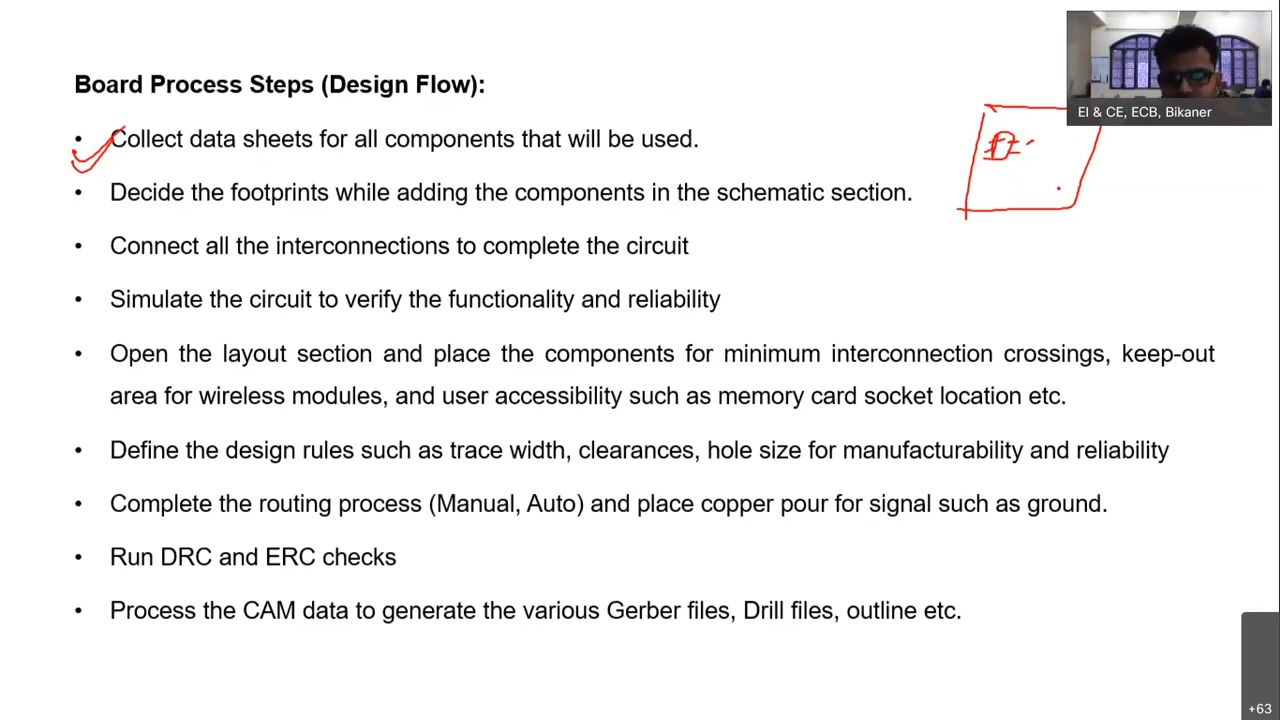 Board Process Steps (Design Flow):
• Collect data sheets for all components that will be used.
• Decide the footprints while adding the components in the schematic section.
• Connect all the interconnections to complete the circuit
• Simulate the circuit to verify the functionality and reliability
• Open the layout section and place the components for minimum interconnection crossings, keep-out
area for wireless modules, and user accessibility such as memory card socket location etc.
• Define the design rules such as trace width, clearances, hole size for manufacturability and reliability
• Complete the routing process (Manual, Auto) and place copper pour for signal such as ground.
• Run DRC and ERC checks
• Process the CAM data to generate the various Gerber files, Drill files, outline etc.
EI & CE, ECB, Bikaner
+63